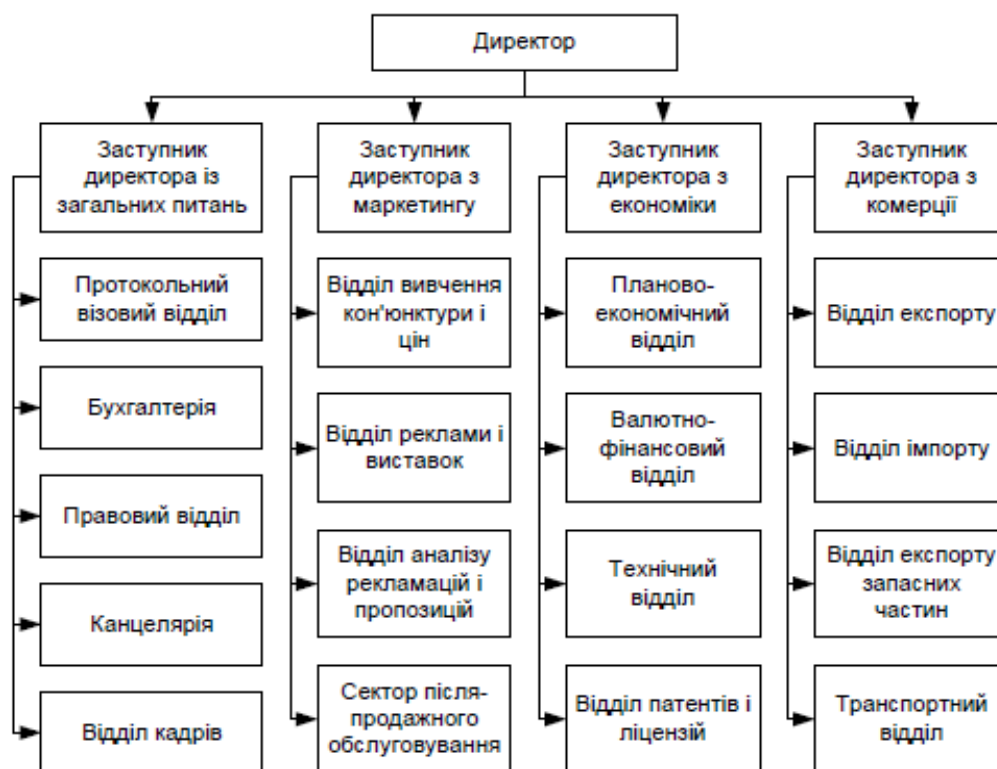 Директор
Заступник
директора із
загальних питань
Заступник
директора з
маркетингу
Заступник
директора з
економіки
Заступник
директора з
комерції
Протокольний
візовий відділ
Бухгалтерія
Правовий відділ
Канцелярія
Відділ кадрів
Відділ вивчення
кон'юнктури і
цін
Відділ реклами і
виставок
Відділ аналізу
рекламацій і
пропозицій
Сектор після-
продажного
обслуговування
Планово-
економічний
відділ
Валютно-
фінансовий
відділ
Технічний
відділ
Відділ патентів і
ліцензій
Відділ експорту
Відділ імпорту
Відділ експорту
запасних
частин
Транспортний
відділ